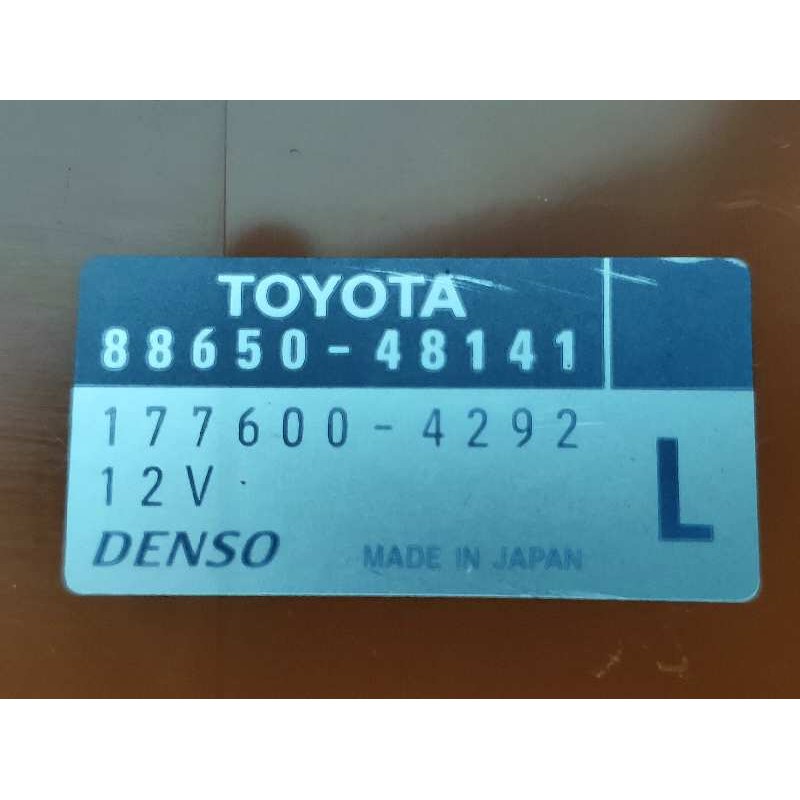 TOYOTA
88650-48141
177600-4292
12V
L
DENSO
MADE IN JAPAN